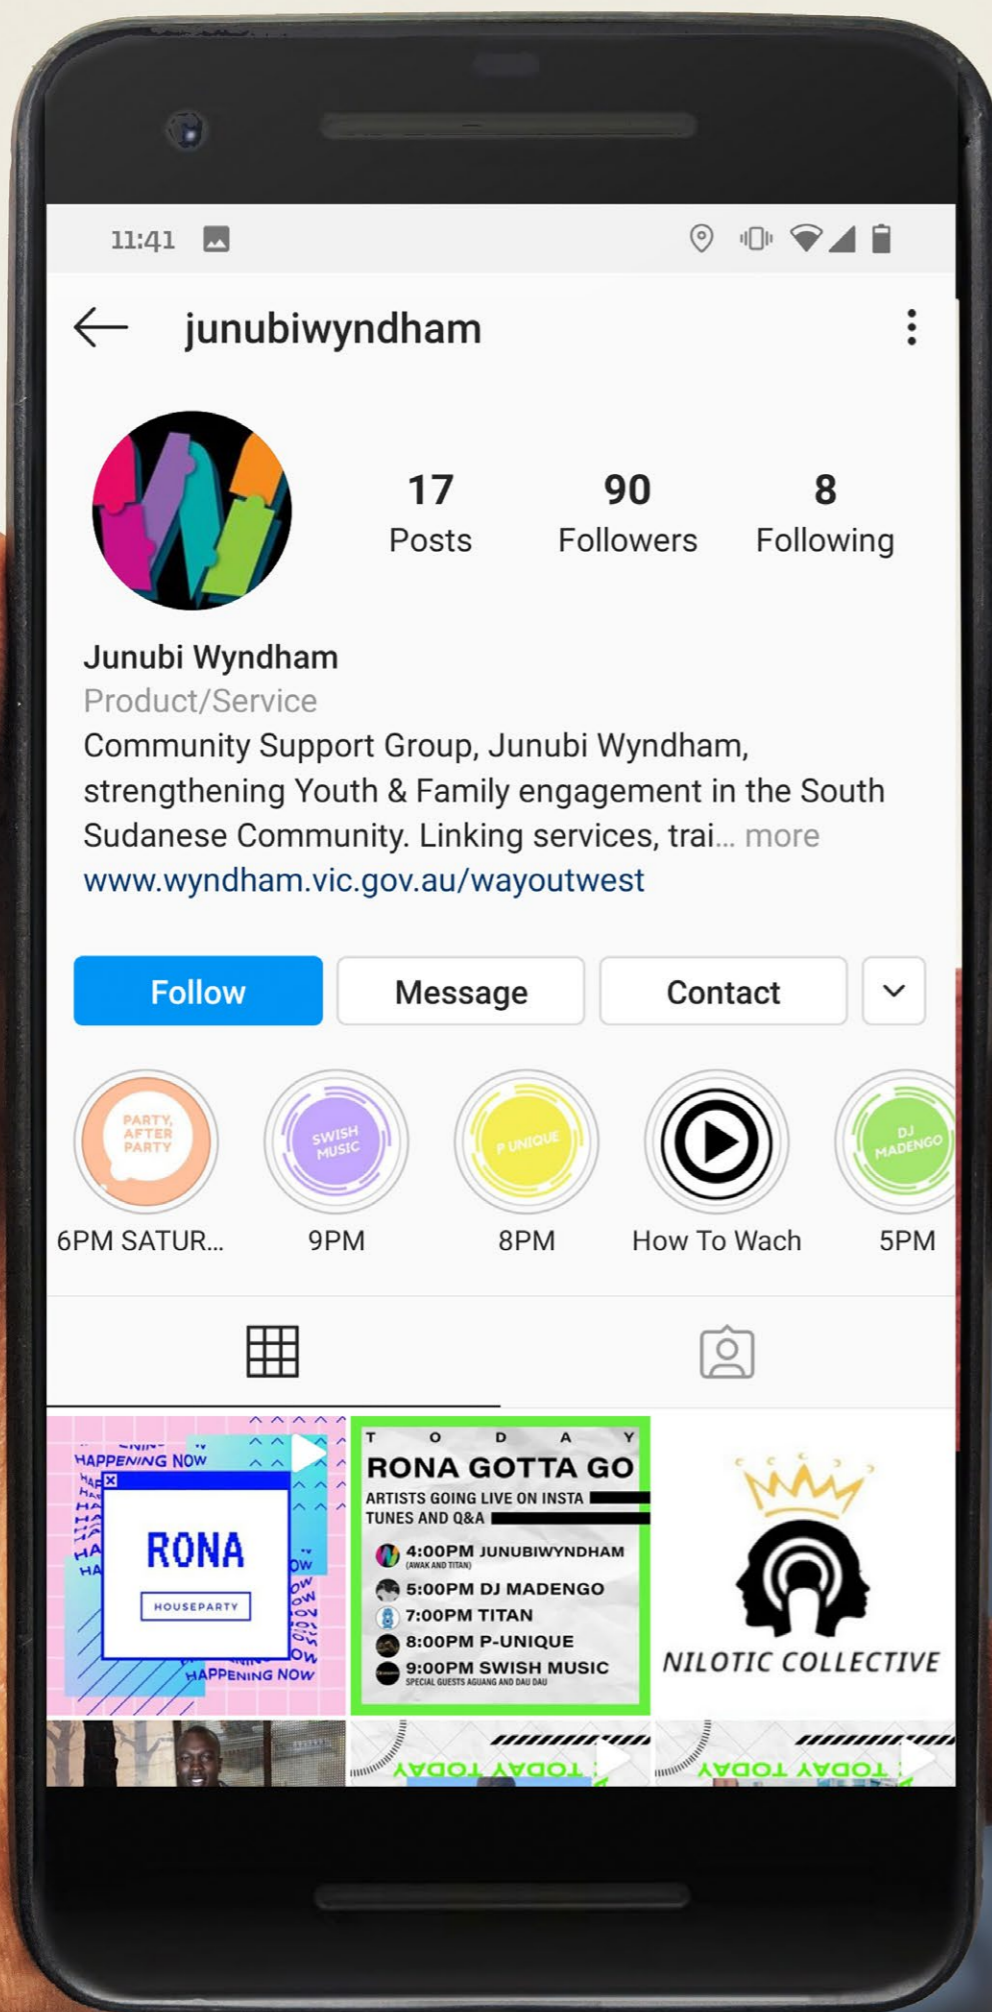 11:41
junubiwyndham
17
Posts
90
Followers
8
Following
Junubi Wyndham
Product/Service
Community Support Group, Junubi Wyndham,
strengthening Youth & Family engagement in the South
Sudanese Community. Linking services, trai... more
www.wyndham.vic.gov.au/wayoutwest
Follow
Message
Contact
PARTY,
AFTER
PARTY
SWISH
MUSIC
P UNIQUE
DJ
MADENGO
6PM SATUR...
9PM
8PM
How To Wach
5PM
HAPPENING NOW
RONA
HOUSEPARTY
HAPPENING NOW
TODAY
RONA GOTTA GO
ARTISTS GOING LIVE ON INSTA
TUNES AND Q&A
4:00PM JUNUBIWYNDHAM
(AWAK AND TITAN)
5:00PM DJ MADENGO
7:00PM TITAN
8:00PM P-UNIQUE
9:00PM SWISH MUSIC
SPECIAL GUESTS AGUANG AND DAU DAU
NILOTIC COLLECTIVE
TODAY TODAY
TODAY TODAY